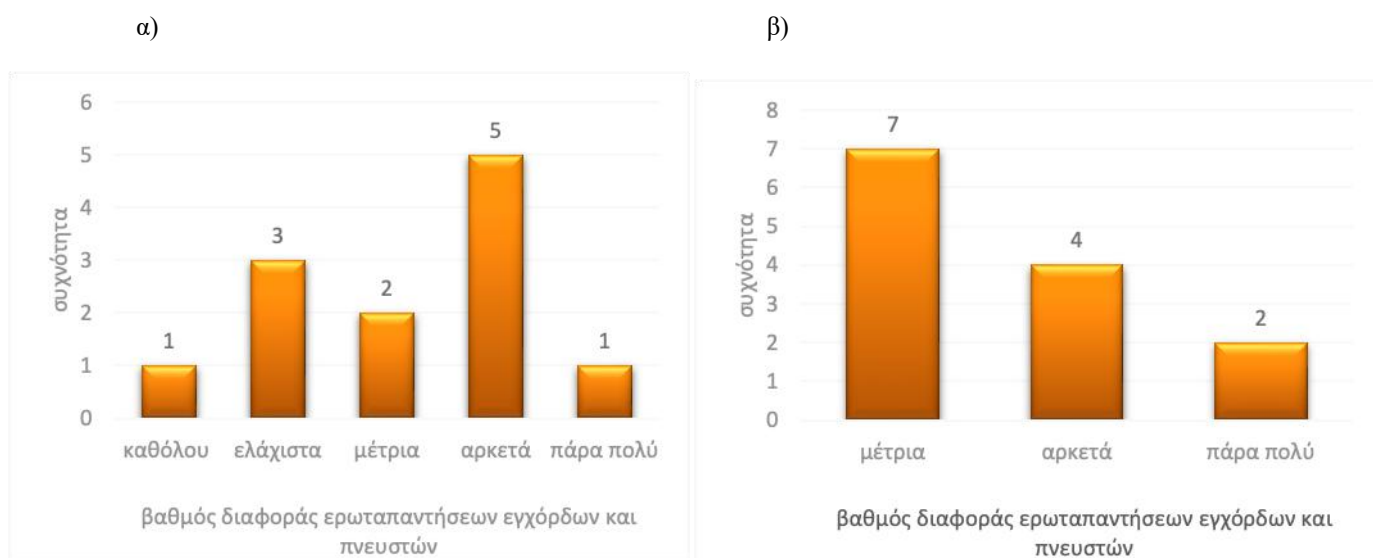 α)
β)
6
5
4
3
2
1
0
συχνότητα
1
3
2
5
1
καθόλου ελάχιστα μέτρια αρκετά πάρα πολύ
βαθμός διαφοράς ερωταπαντήσεων εγχόρδων και
πνευστών
8
7
6
5
4
3
2
1
0
συχνότητα
7
4
2
μέτρια αρκετά πάρα πολύ
βαθμός διαφοράς ερωταπαντήσεων εγχόρδων και
πνευστών